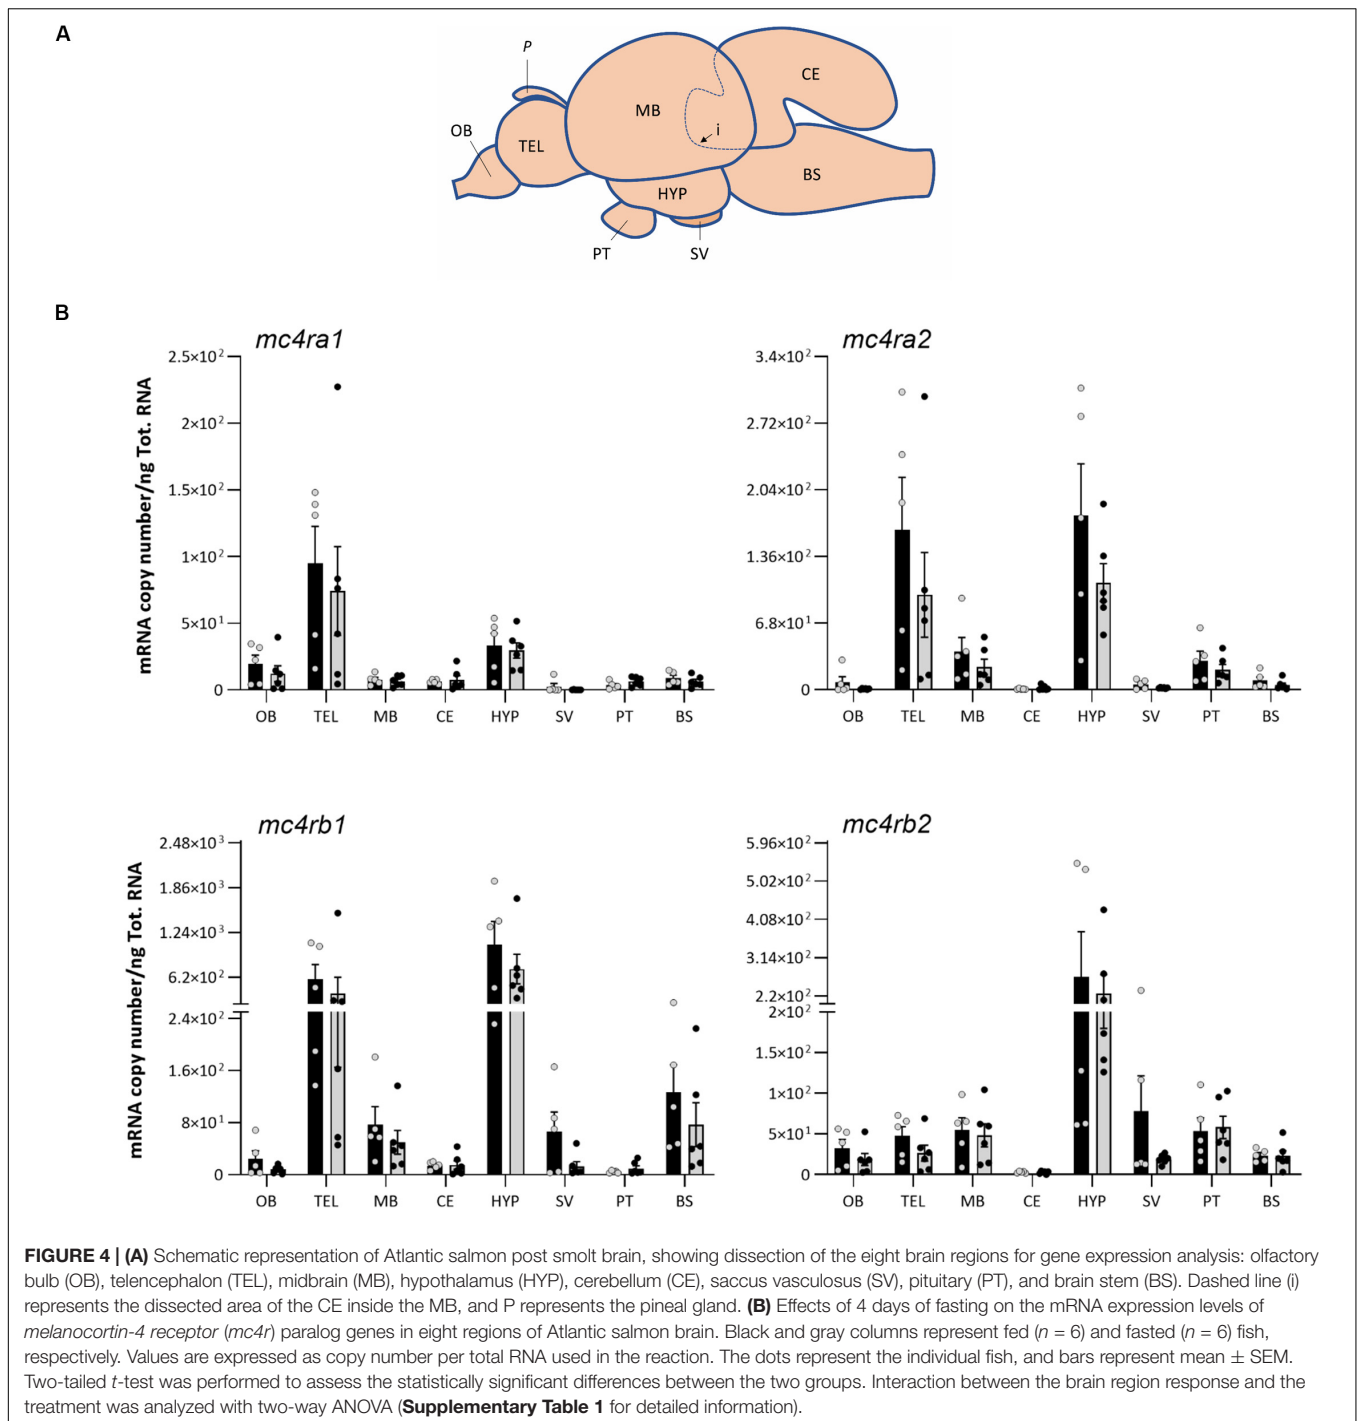 A
P
CE
MB
OB
i
TEL
BS
HYP
PT
SV
B
mc4ra1
mRNA copy number/ng Tot. RNA
2.5×10²
2×10²
1.5×10²
1×10²
5×10¹
0
OB TEL MB CE HYP SV PT BS
mc4ra2
3.4×10²
2.72×10²
2.04×10²
1.36×10²
6.8×10¹
0
OB TEL MB CE HYP SV PT BS
mc4rb1
mRNA copy number/ng Tot. RNA
2.48×10³
1.86×10³
1.24×10³
6.2×10²
2.4×10²
1.6×10²
8×10¹
0
OB TEL MB CE HYP SV PT BS
mc4rb2
5.96×10²
5.02×10²
4.08×10²
3.14×10²
2.2×10²
2×10²
1.5×10²
1×10²
5×10¹
0
OB TEL MB CE HYP SV PT BS
FIGURE 4 | (A) Schematic representation of Atlantic salmon post smolt brain, showing dissection of the eight brain regions for gene expression analysis: olfactory
bulb (OB), telencephalon (TEL), midbrain (MB), hypothalamus (HYP), cerebellum (CE), saccus vasculosus (SV), pituitary (PT), and brain stem (BS). Dashed line (i)
represents the dissected area of the CE inside the MB, and P represents the pineal gland. (B) Effects of 4 days of fasting on the mRNA expression levels of
melanocortin-4 receptor (mc4r) paralog genes in eight regions of Atlantic salmon brain. Black and gray columns represent fed (n = 6) and fasted (n = 6) fish,
respectively. Values are expressed as copy number per total RNA used in the reaction. The dots represent the individual fish, and bars represent mean ± SEM.
Two-tailed t-test was performed to assess the statistically significant differences between the two groups. Interaction between the brain region response and the
treatment was analyzed with two-way ANOVA (Supplementary Table 1 for detailed information).